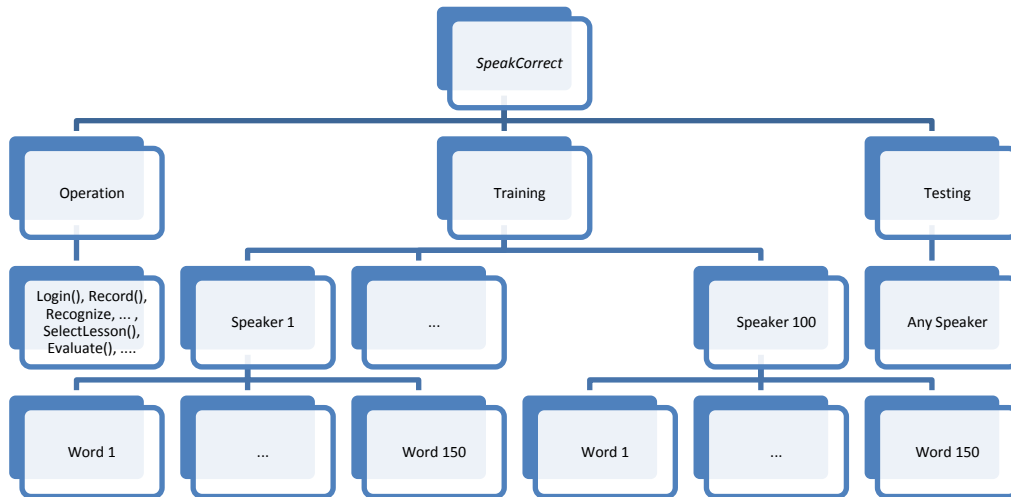 SpeakCorrect
Operation
Training
Testing
Login(), Record(),
Recognize, ... ,
SelectLesson(),
Evaluate(), ....
Speaker 1
...
Speaker 100
Any Speaker
Word 1
...
Word 150
Word 1
...
Word 150